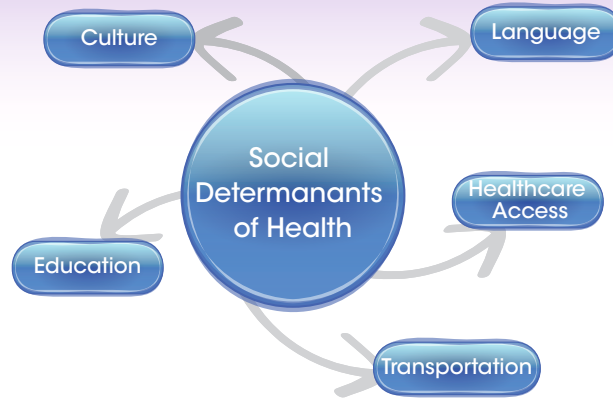 Culture
Language
Social
Determanants
of Health
Healthcare
Access
Education
Transportation